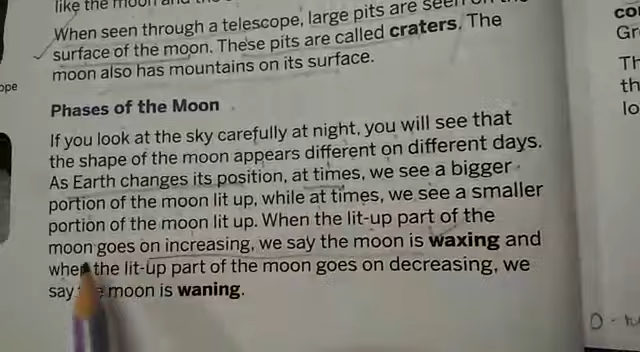 like the moon and the
When seen through a telescope, large pits are seen on the
surface of the moon. These pits are called craters. The
moon also has mountains on its surface.
Phases of the Moon
If you look at the sky carefully at night, you will see that
the shape of the moon appears different on different days.
As Earth changes its position, at times, we see a bigger
portion of the moon lit up, while at times, we see a smaller
portion of the moon lit up. When the lit-up part of the
moon goes on increasing, we say the moon is waxing and
when the lit-up part of the moon goes on decreasing, we
say the moon is waning.
ope
co
Gr
Th
th
lo